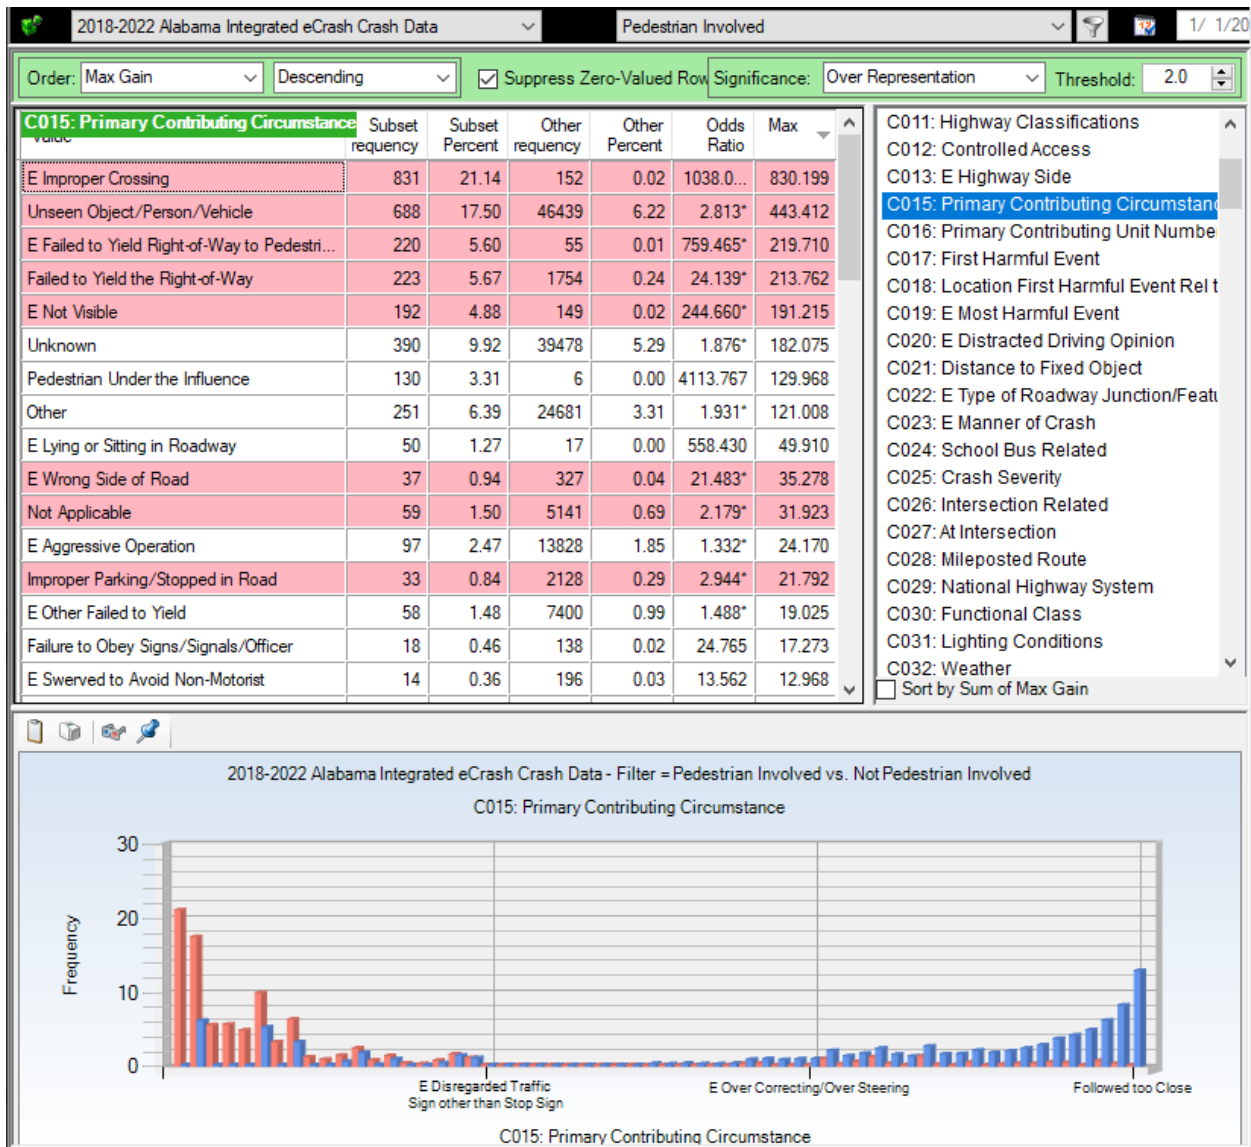 2018-2022 Alabama Integrated eCrash Crash Data Pedestrian Involved 1/ 1/20
Order: Max Gain Descending Suppress Zero-Valued Row Significance: Over Representation Threshold: 2.0
C015: Primary Contributing Circumstance Subset requency Subset Percent Other requency Other Percent Odds Ratio Max
E Improper Crossing 831 21.14 152 0.02 1038.0... 830.199
Unseen Object/Person/Vehicle 688 17.50 46439 6.22 2.813* 443.412
E Failed to Yield Right-of-Way to Pedestri... 220 5.60 55 0.01 759.465* 219.710
Failed to Yield the Right-of-Way 223 5.67 1754 0.24 24.139* 213.762
E Not Visible 192 4.88 149 0.02 244.660* 191.215
Unknown 390 9.92 39478 5.29 1.876* 182.075
Pedestrian Under the Influence 130 3.31 6 0.00 4113.767 129.968
Other 251 6.39 24681 3.31 1.931* 121.008
E Lying or Sitting in Roadway 50 1.27 17 0.00 558.430 49.910
E Wrong Side of Road 37 0.94 327 0.04 21.483* 35.278
Not Applicable 59 1.50 5141 0.69 2.179* 31.923
E Aggressive Operation 97 2.47 13828 1.85 1.332* 24.170
Improper Parking/Stopped in Road 33 0.84 2128 0.29 2.944* 21.792
E Other Failed to Yield 58 1.48 7400 0.99 1.488* 19.025
Failure to Obey Signs/Signals/Officer 18 0.46 138 0.02 24.765 17.273
E Swerved to Avoid Non-Motorist 14 0.36 196 0.03 13.562 12.968
C011: Highway Classifications
C012: Controlled Access
C013: E Highway Side
C015: Primary Contributing Circumstanc
C016: Primary Contributing Unit Number
C017: First Harmful Event
C018: Location First Harmful Event Rel t
C019: E Most Harmful Event
C020: E Distracted Driving Opinion
C021: Distance to Fixed Object
C022: E Type of Roadway Junction/Featu
C023: E Manner of Crash
C024: School Bus Related
C025: Crash Severity
C026: Intersection Related
C027: At Intersection
C028: Mileposted Route
C029: National Highway System
C030: Functional Class
C031: Lighting Conditions
C032: Weather
Sort by Sum of Max Gain
2018-2022 Alabama Integrated eCrash Crash Data - Filter = Pedestrian Involved vs. Not Pedestrian Involved
C015: Primary Contributing Circumstance
30
20
10
0
Frequency
E Disregarded Traffic
Sign other than Stop Sign
E Over Correcting/Over Steering
Followed too Close
C015: Primary Contributing Circumstance